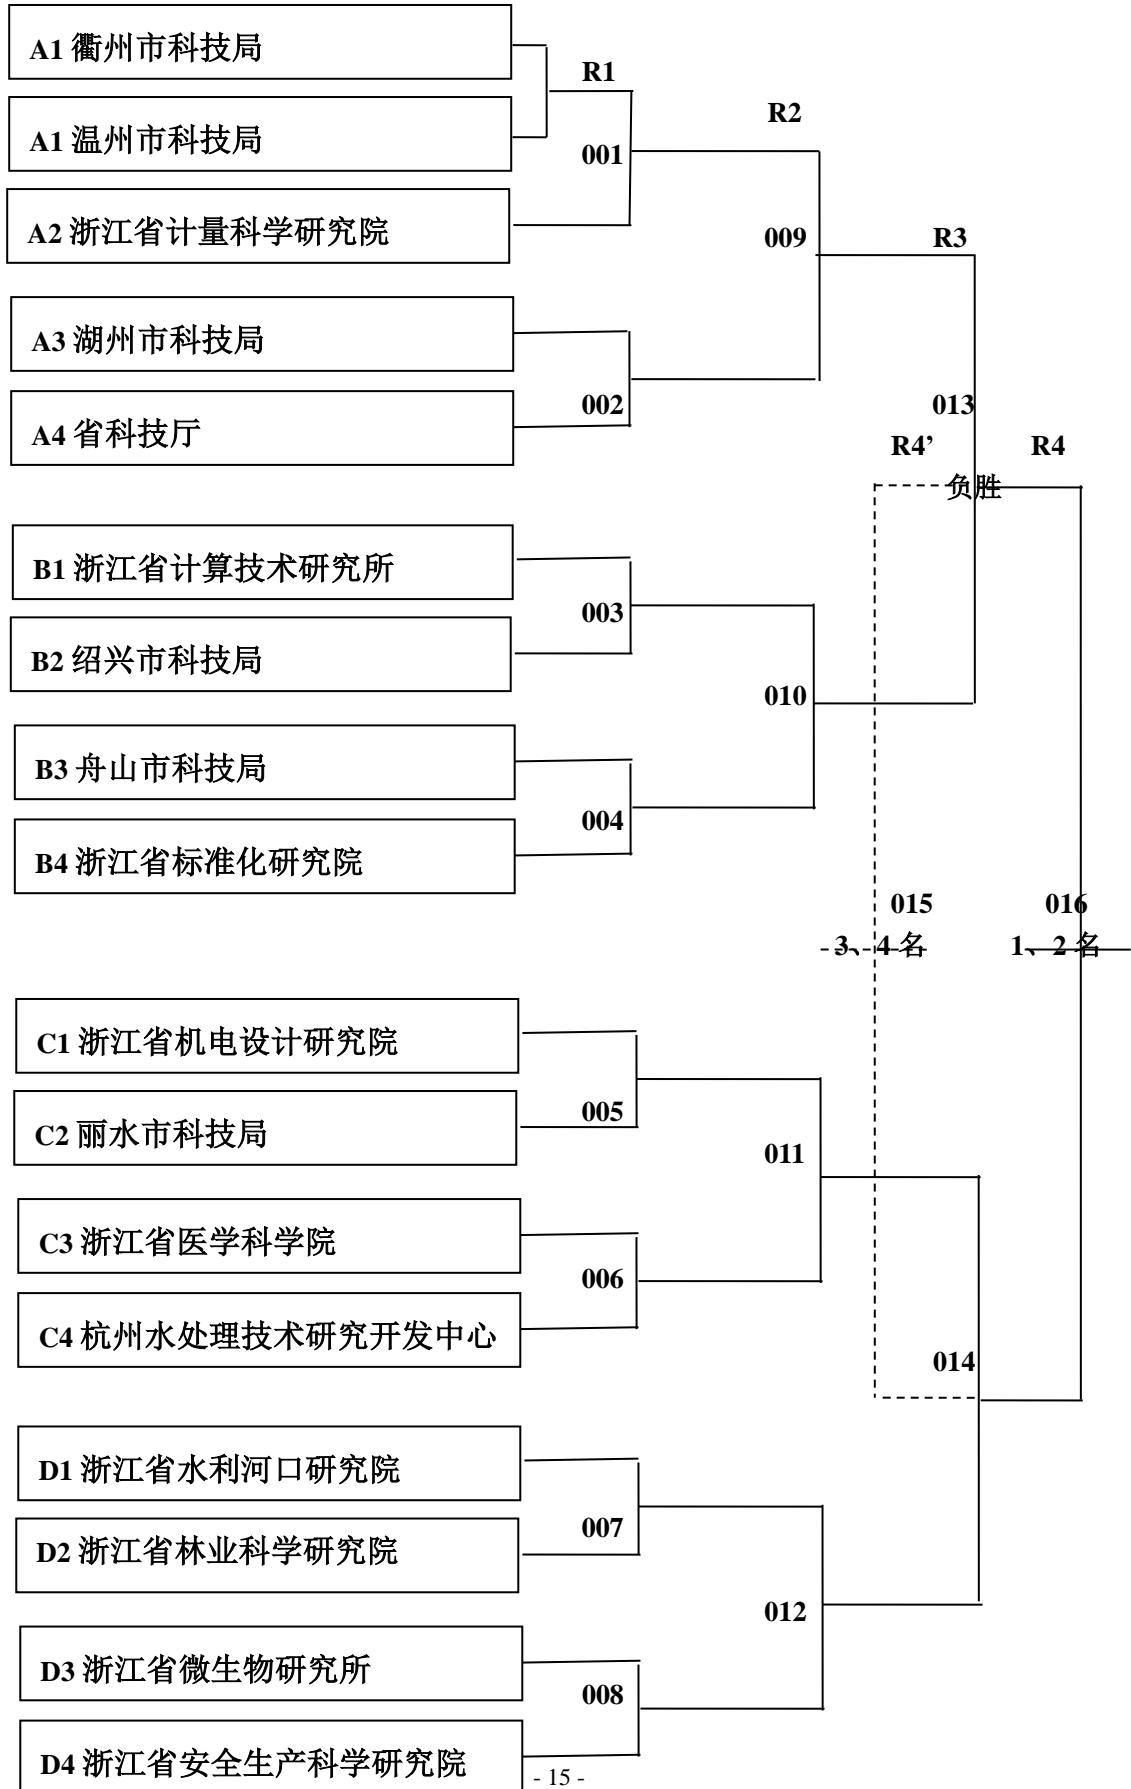 A1 衢州市科技局
R1
A1 温州市科技局
R2
001
A2 浙江省计量科学研究院
009
R3
A3 湖州市科技局
002
013
A4 省科技厅
R4’
R4
负胜
B1 浙江省计算技术研究所
003
B2 绍兴市科技局
010
B3 舟山市科技局
004
B4 浙江省标准化研究院
015
016
3、4 名
1、2 名
C1 浙江省机电设计研究院
005
C2 丽水市科技局
011
C3 浙江省医学科学院
006
C4 杭州水处理技术研究开发中心
014
D1 浙江省水利河口研究院
007
D2 浙江省林业科学研究院
012
D3 浙江省微生物研究所
008
D4 浙江省安全生产科学研究院
- 15 -